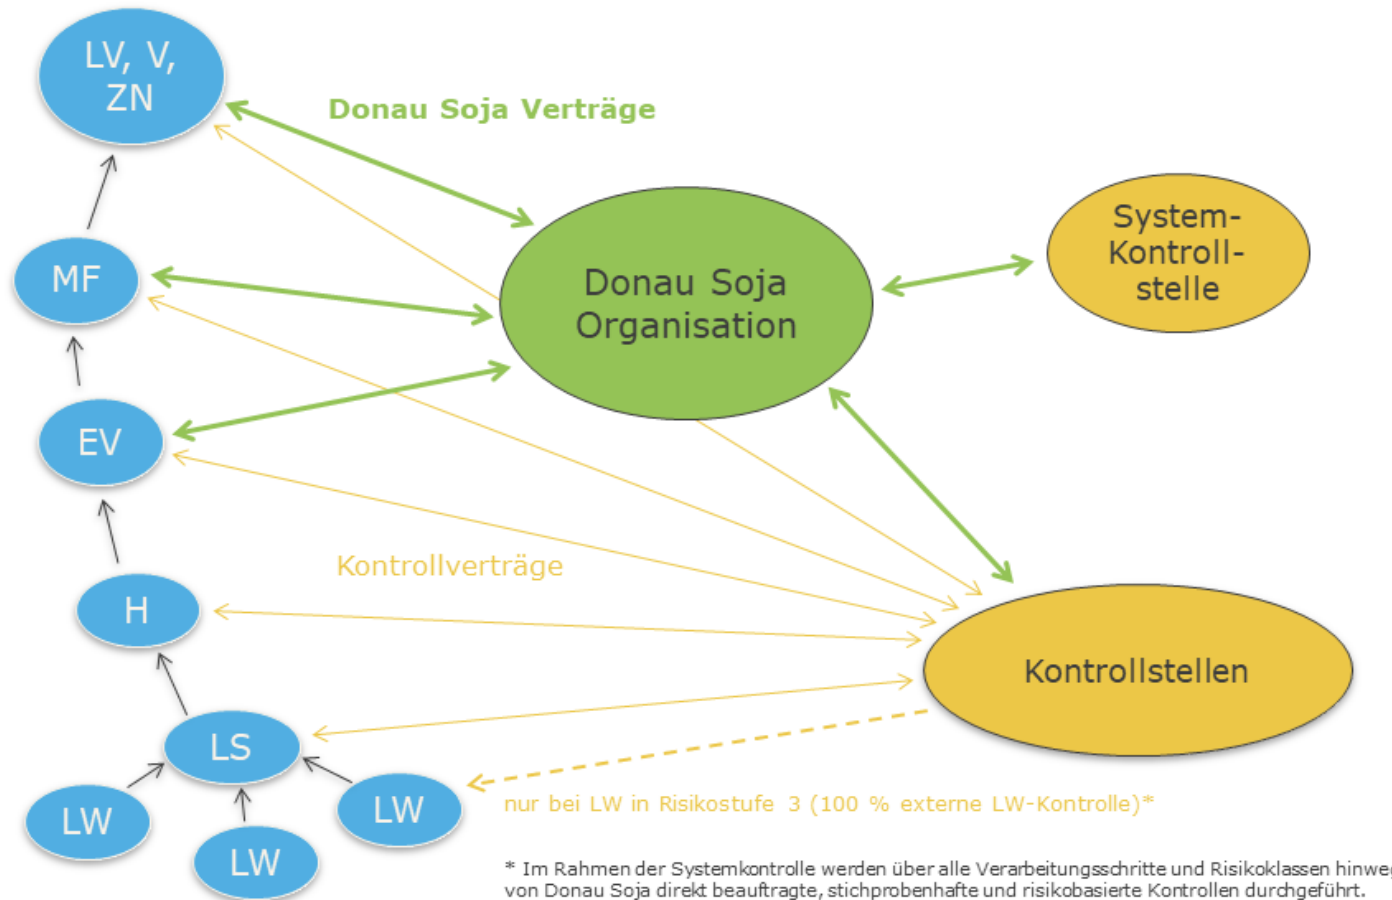 LV, V,
ZN
Donau Soja Verträge
System-
Kontroll-
stelle
MF
Donau Soja
Organisation
EV
Kontrollverträge
H
Kontrollstellen
LS
LW
LW
LW
nur bei LW in Risikostufe 3 (100 % externe LW-Kontrolle)*
* Im Rahmen der Systemkontrolle werden über alle Verarbeitungsschritte und Risikoklassen hinweg
von Donau Soja direkt beauftragte, stichprobenhafte und risikobasierte Kontrollen durchgeführt.